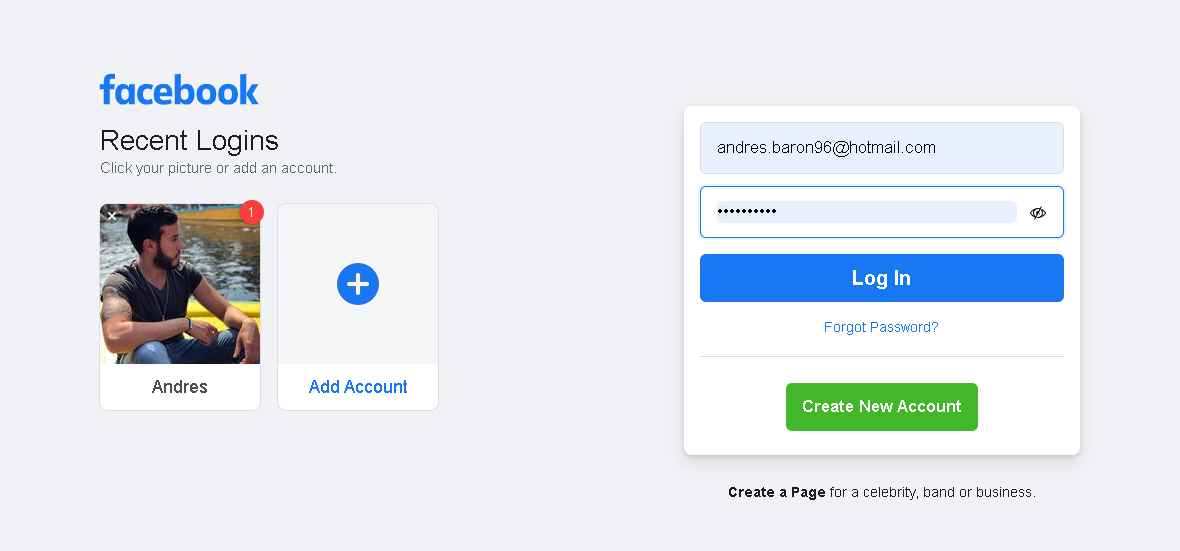 facebook
Recent Logins
Click your picture or add an account.
1
Andres
Add Account
andres.baron96@hotmail.com
••••••••••
Log In
Forgot Password?
Create New Account
Create a Page for a celebrity, band or business.